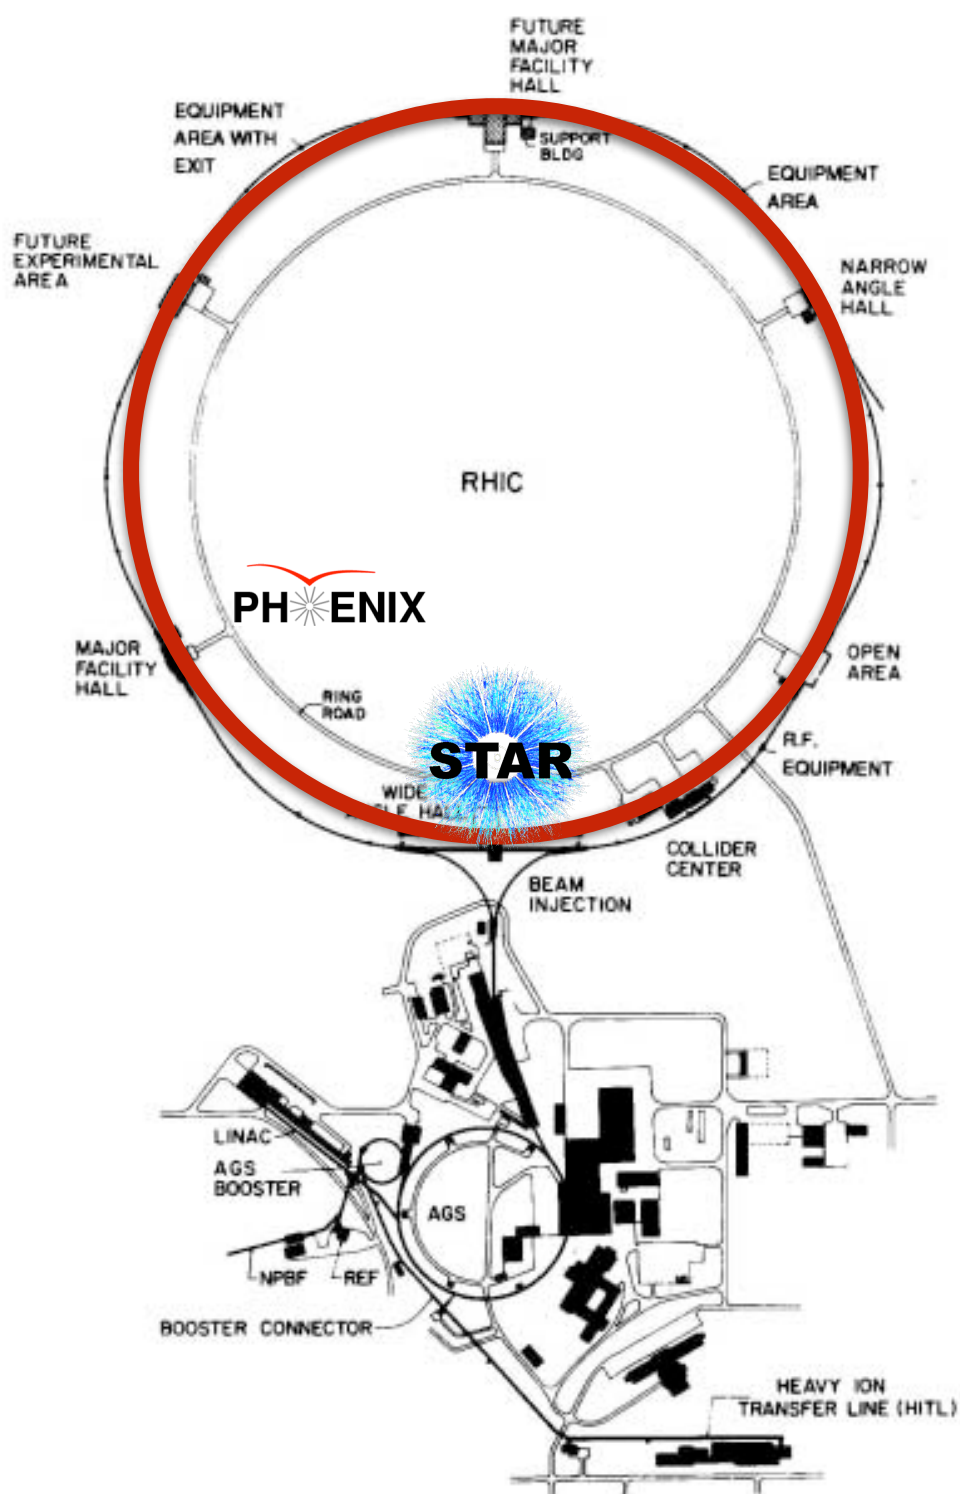 FUTURE
MAJOR
FACILITY
HALL
EQUIPMENT
AREA WITH
EXIT
SUPPORT
BLDG
EQUIPMENT
AREA
FUTURE
EXPERIMENTAL
AREA
NARROW
ANGLE
HALL
RHIC
PHENIX
MAJOR
FACILITY
HALL
OPEN
AREA
RING
ROAD
STAR
R.F.
EQUIPMENT
WIDE
COLLIDER
CENTER
BEAM
INJECTION
LINAC
AGS
BOOSTER
AGS
NPBF
REF
BOOSTER CONNECTOR
HEAVY ION
TRANSFER LINE (HITL)